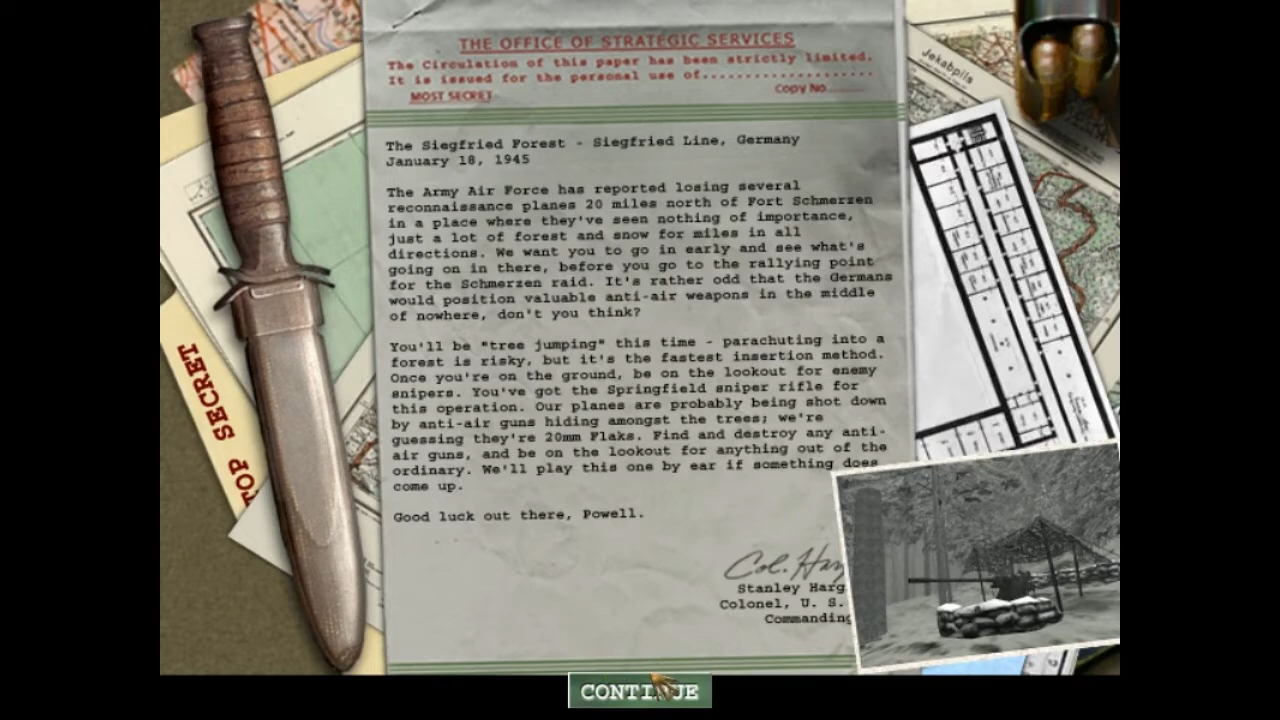 THE OFFICE OF STRATEGIC SERVICES
The Circulation of this paper has been strictly limited.
It is issued for the personal use of....................
MOST SECRET
Copy No.........
The Siegfried Forest - Siegfried Line, Germany
January 18, 1945
The Army Air Force has reported losing several
reconnaissance planes 20 miles north of Fort Schmerzen
in a place where they've seen nothing of importance,
just a lot of forest and snow for miles in all
directions. We want you to go in early and see what's
going on in there, before you go to the rallying point
for the Schmerzen raid. It's rather odd that the Germans
would position valuable anti-air weapons in the middle
of nowhere, don't you think?
You'll be "tree jumping" this time - parachuting into a
forest is risky, but it's the fastest insertion method.
Once you're on the ground, be on the lookout for enemy
snipers. You've got the Springfield sniper rifle for
this operation. Our planes are probably being shot down
by anti-air guns hiding amongst the trees; we're
guessing they're 20mm Flaks. Find and destroy any anti-
air guns, and be on the lookout for anything out of the
ordinary. We'll play this one by ear if something does
come up.
Good luck out there, Powell.
Col. Har
Stanley Harg
Colonel, U. S.
Commanding
TOP SECRET
Jekabpils
CONTINUE